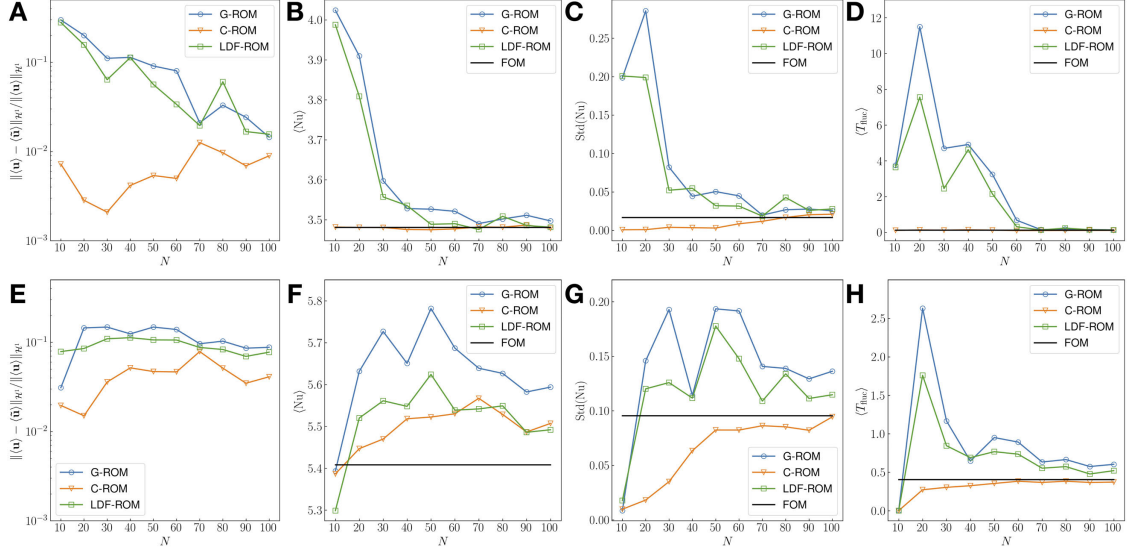 A
‖⟨u⟩ − ⟨ũ⟩‖ℋ¹/‖⟨u⟩‖ℋ¹
10⁻¹
10⁻²
10⁻³
10 20 30 40 50 60 70 80 90 100
N
G-ROM
C-ROM
LDF-ROM
B
⟨Nu⟩
4.0
3.9
3.8
3.7
3.6
3.5
10 20 30 40 50 60 70 80 90 100
N
G-ROM
C-ROM
LDF-ROM
FOM
C
Std(Nu)
0.25
0.20
0.15
0.10
0.05
0.00
10 20 30 40 50 60 70 80 90 100
N
G-ROM
C-ROM
LDF-ROM
FOM
D
⟨T_fluc⟩
12
10
8
6
4
2
0
10 20 30 40 50 60 70 80 90 100
N
G-ROM
C-ROM
LDF-ROM
FOM
E
‖⟨u⟩ − ⟨ũ⟩‖ℋ¹/‖⟨u⟩‖ℋ¹
10⁻¹
10⁻²
10⁻³
10 20 30 40 50 60 70 80 90 100
N
G-ROM
C-ROM
LDF-ROM
F
⟨Nu⟩
5.8
5.7
5.6
5.5
5.4
5.3
10 20 30 40 50 60 70 80 90 100
N
G-ROM
C-ROM
LDF-ROM
FOM
G
Std(Nu)
0.20
0.15
0.10
0.05
0.00
10 20 30 40 50 60 70 80 90 100
N
G-ROM
C-ROM
LDF-ROM
FOM
H
⟨T_fluc⟩
2.5
2.0
1.5
1.0
0.5
0.0
10 20 30 40 50 60 70 80 90 100
N
G-ROM
C-ROM
LDF-ROM
FOM